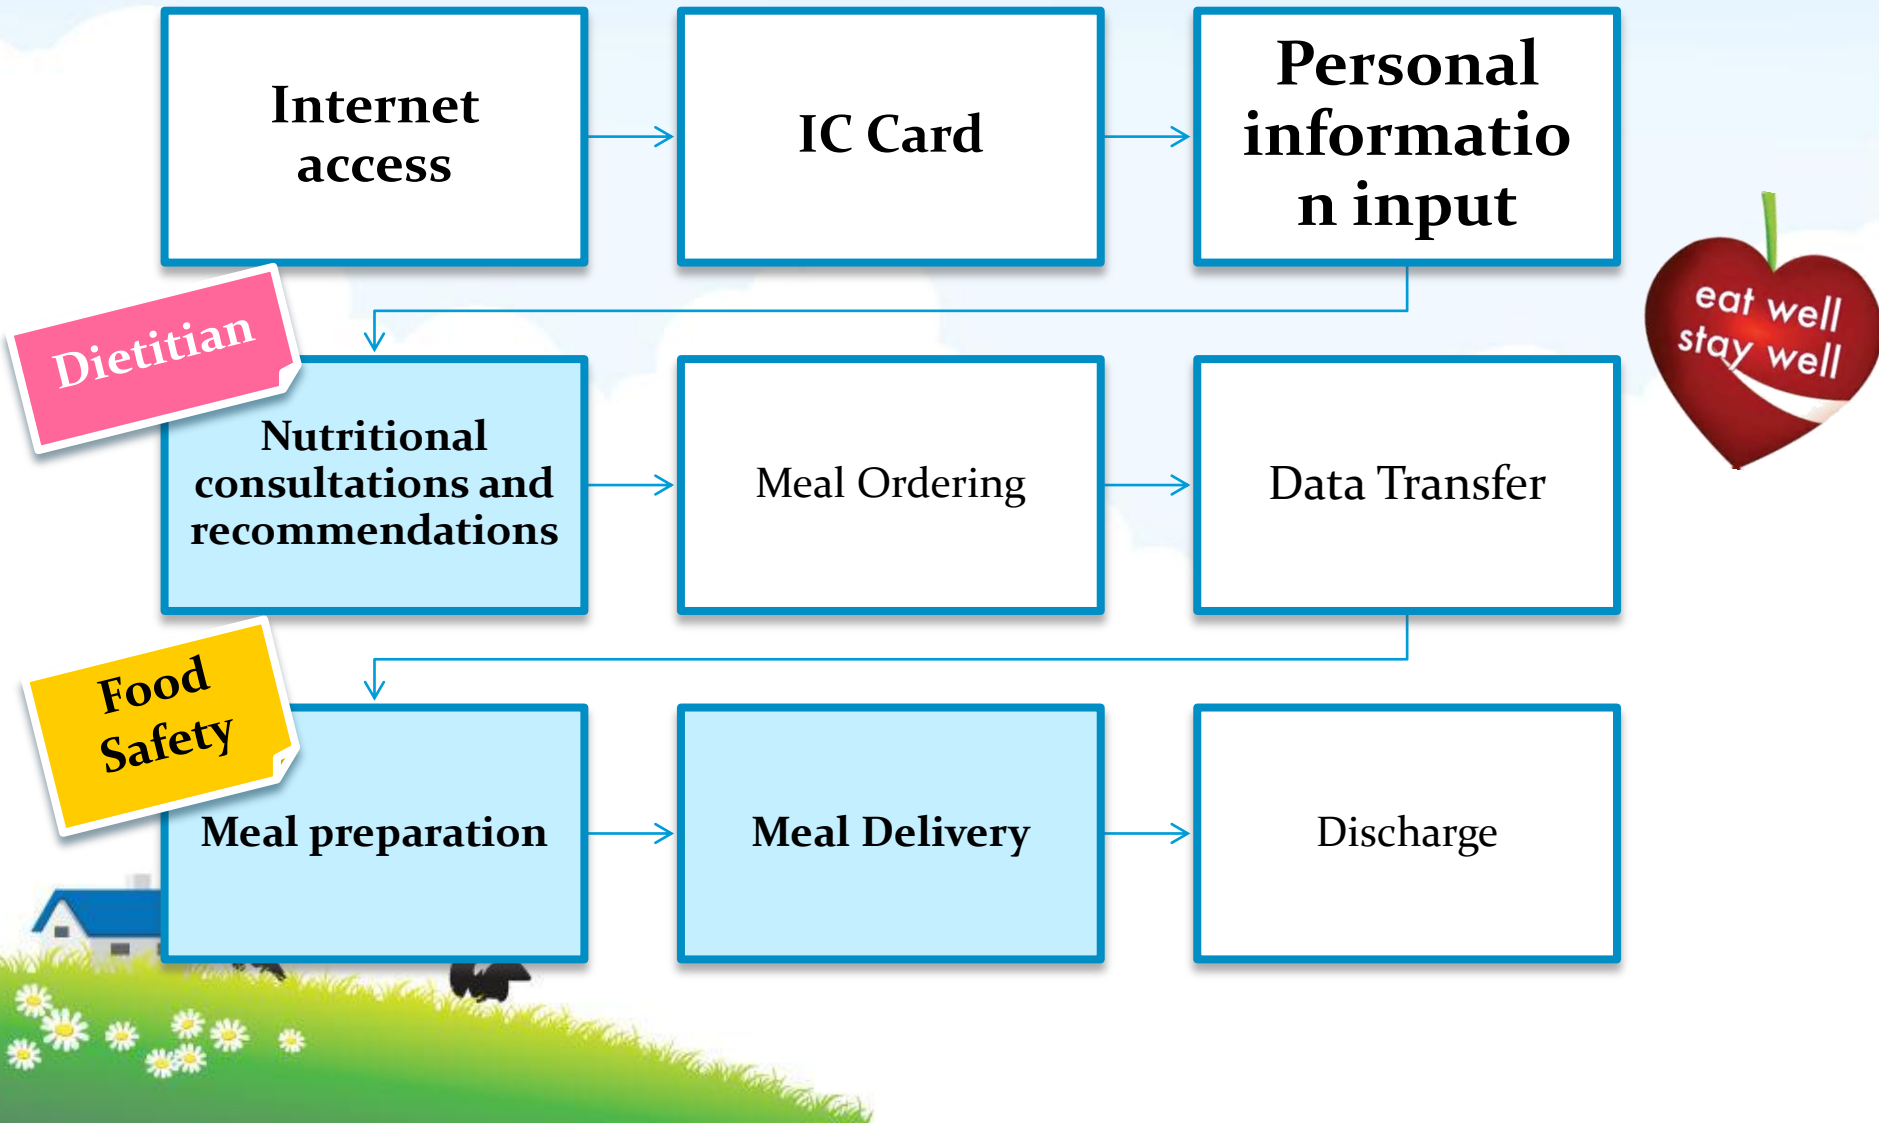 Internet
access
IC Card
Personal
informatio
n input
eat well
stay well
Dietitian
Nutritional
consultations and
recommendations
Meal Ordering
Data Transfer
Food
Safety
Meal preparation
Meal Delivery
Discharge